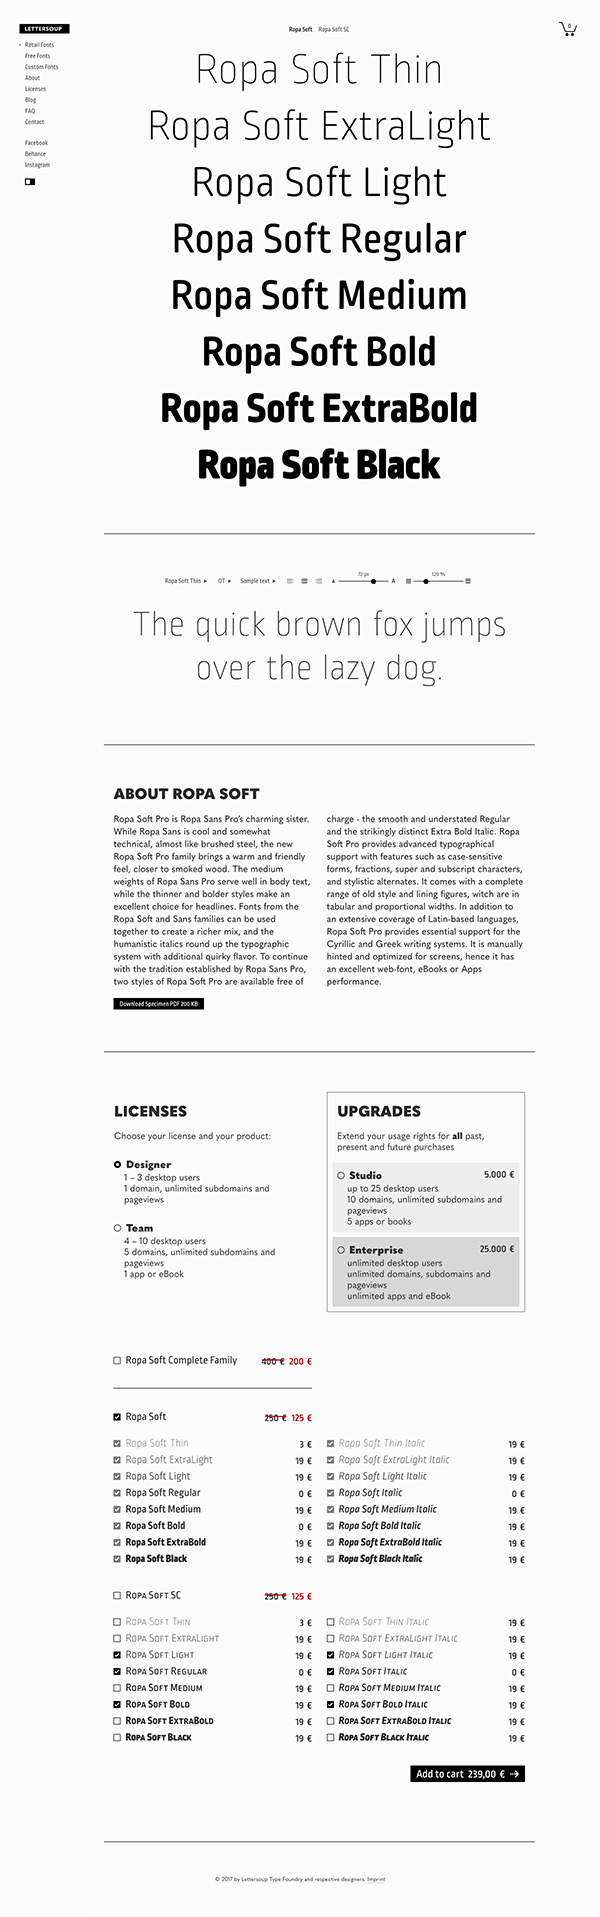 LETTERSOUP
Retail Fonts
Free Fonts
Custom Fonts
About
Licenses
Blog
FAQ
Contact
Facebook
Behance
Instagram
Ropa Soft Ropa Soft SC
0
Ropa Soft Thin
Ropa Soft ExtraLight
Ropa Soft Light
Ropa Soft Regular
Ropa Soft Medium
Ropa Soft Bold
Ropa Soft ExtraBold
Ropa Soft Black
Ropa Soft Thin OT Sample text A 72 px A 120 %
The quick brown fox jumps
over the lazy dog.
ABOUT ROPA SOFT
Ropa Soft Pro is Ropa Sans Pro's charming sister.
While Ropa Sans is cool and somewhat
technical, almost like brushed steel, the new
Ropa Soft Pro family brings a warm and friendly
feel, closer to smoked wood. The medium
weights of Ropa Sans Pro serve well in body text,
while the thinner and bolder styles make an
excellent choice for headlines. Fonts from the
Ropa Soft and Sans families can be used
together to create a richer mix, and the
humanistic italics round up the typographic
system with additional quirky flavor. To continue
with the tradition established by Ropa Sans Pro,
two styles of Ropa Soft Pro are available free of
charge - the smooth and understated Regular
and the strikingly distinct Extra Bold Italic. Ropa
Soft Pro provides advanced typographical
support with features such as case-sensitive
forms, fractions, super and subscript characters,
and stylistic alternates. It comes with a complete
range of old style and lining figures, witch are in
tabular and proportional widths. In addition to
an extensive coverage of Latin-based languages,
Ropa Soft Pro provides essential support for the
Cyrillic and Greek writing systems. It is manually
hinted and optimized for screens, hence it has
an excellent web-font, eBooks or Apps
performance.
Download Specimen PDF 200 KB
LICENSES
Choose your license and your product:
Designer
1 – 3 desktop users
1 domain, unlimited subdomains and
pageviews
Team
4 – 10 desktop users
5 domains, unlimited subdomains and
pageviews
1 app or eBook
UPGRADES
Extend your usage rights for all past,
present and future purchases
Studio 5.000 €
up to 25 desktop users
10 domains, unlimited subdomains and
pageviews
5 apps or books
Enterprise 25.000 €
unlimited desktop users
unlimited domains, subdomains and
pageviews
unlimited apps and eBook
Ropa Soft Complete Family 400 € 200 €
Ropa Soft 250 € 125 €
Ropa Soft Thin 3 € Ropa Soft Thin Italic 19 €
Ropa Soft ExtraLight 19 € Ropa Soft ExtraLight Italic 19 €
Ropa Soft Light 19 € Ropa Soft Light Italic 19 €
Ropa Soft Regular 0 € Ropa Soft Italic 0 €
Ropa Soft Medium 19 € Ropa Soft Medium Italic 19 €
Ropa Soft Bold 0 € Ropa Soft Bold Italic 19 €
Ropa Soft ExtraBold 19 € Ropa Soft ExtraBold Italic 19 €
Ropa Soft Black 19 € Ropa Soft Black Italic 19 €
Ropa Soft SC 250 € 125 €
Ropa Soft Thin 3 € Ropa Soft Thin Italic 19 €
Ropa Soft ExtraLight 19 € Ropa Soft ExtraLight Italic 19 €
Ropa Soft Light 19 € Ropa Soft Light Italic 19 €
Ropa Soft Regular 0 € Ropa Soft Italic 0 €
Ropa Soft Medium 19 € Ropa Soft Medium Italic 19 €
Ropa Soft Bold 19 € Ropa Soft Bold Italic 19 €
Ropa Soft ExtraBold 19 € Ropa Soft ExtraBold Italic 19 €
Ropa Soft Black 19 € Ropa Soft Black Italic 19 €
Add to cart 239,00 € →
© 2017 by Lettersoup Type Foundry and respective designers. Imprint